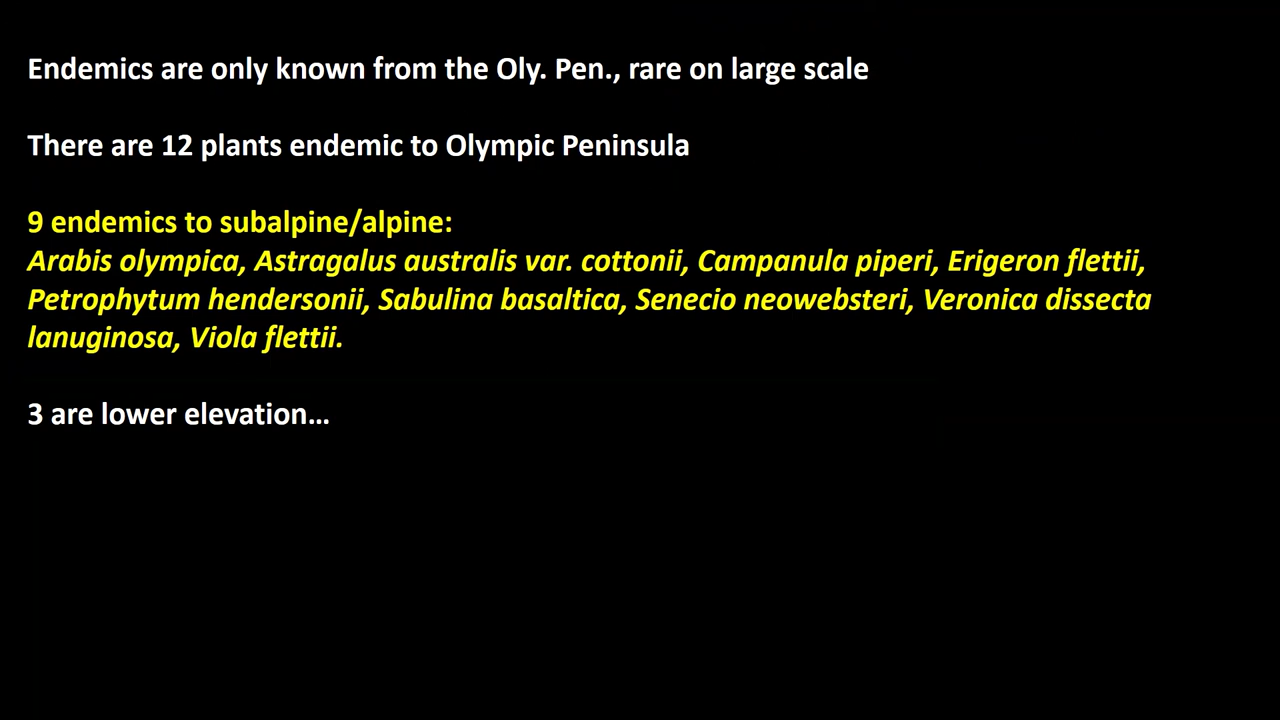 Endemics are only known from the Oly. Pen., rare on large scale
There are 12 plants endemic to Olympic Peninsula
9 endemics to subalpine/alpine:
Arabis olympica, Astragalus australis var. cottonii, Campanula piperi, Erigeron flettii,
Petrophytum hendersonii, Sabulina basaltica, Senecio neowebsteri, Veronica dissecta
lanuginosa, Viola flettii.
3 are lower elevation…